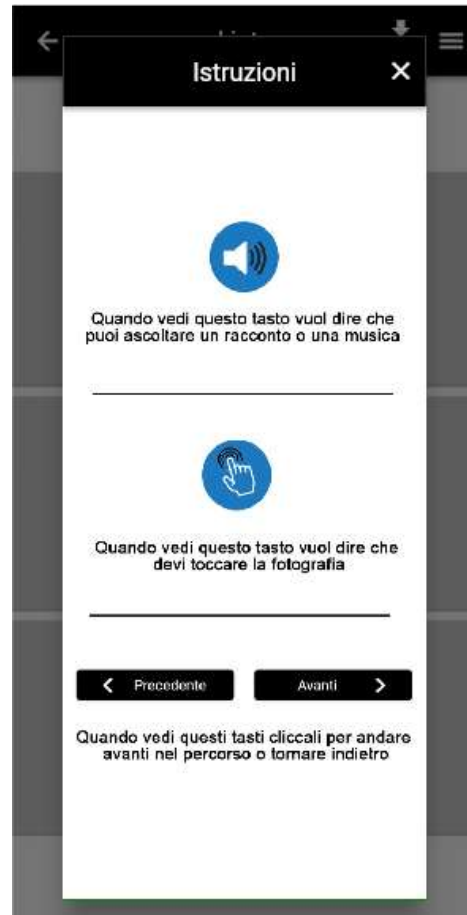 Istruzioni
Quando vedi questo tasto vuol dire che
puoi ascoltare un racconto o una musica
Quando vedi questo tasto vuol dire che
devi toccare la fotografia
Precedente Avanti
Quando vedi questi tasti cliccali per andare
avanti nel percorso o tornare indietro